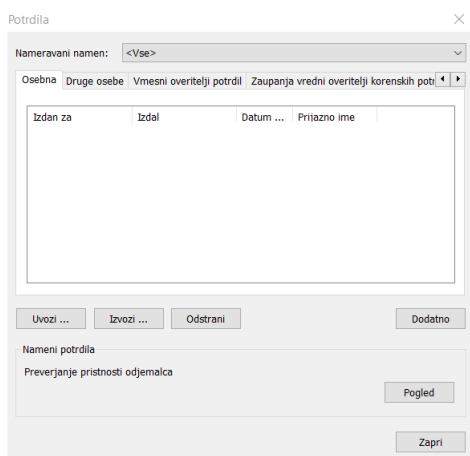 Potrdila
Nameravani namen: <Vse>
Osebna Druge osebe Vmesni overitelji potrdil Zaupanja vredni overitelji korenskih
Izdan za Izdal Datum ... Prijazno ime
Uvozi ... Izvozi ... Odstrani Dodatno
Nameni potrdila
Preverjanje pristnosti odjemalca
Pogled
Zapri